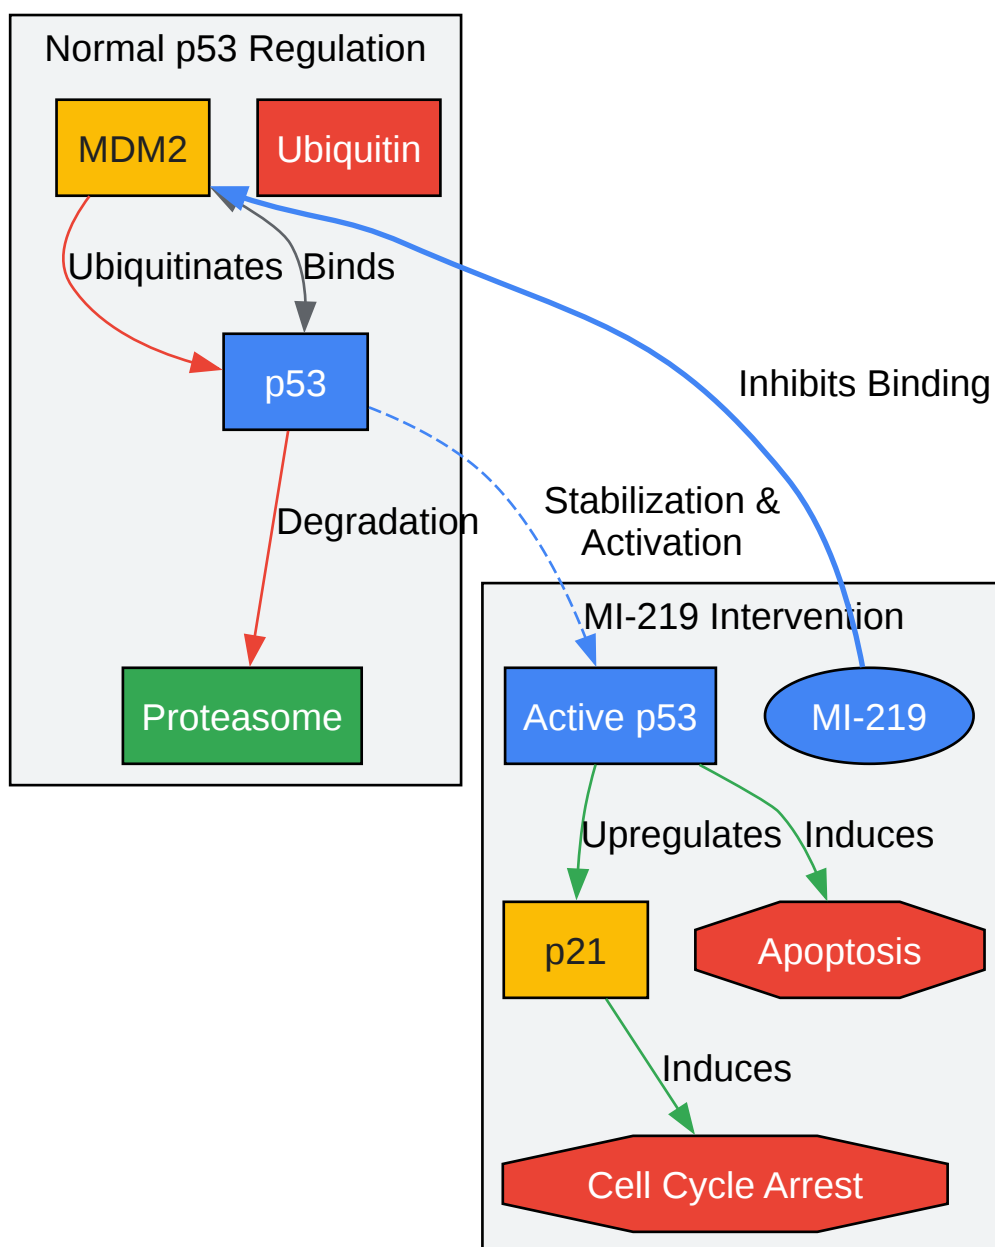 Normal p53 Regulation
MDM2
Ubiquitin
Ubiquitinates
Binds
p53
Inhibits Binding
Degradation
Stabilization &
Activation
MI-219 Intervention
Proteasome
Active p53
MI-219
Upregulates
Induces
p21
Apoptosis
Induces
Cell Cycle Arrest